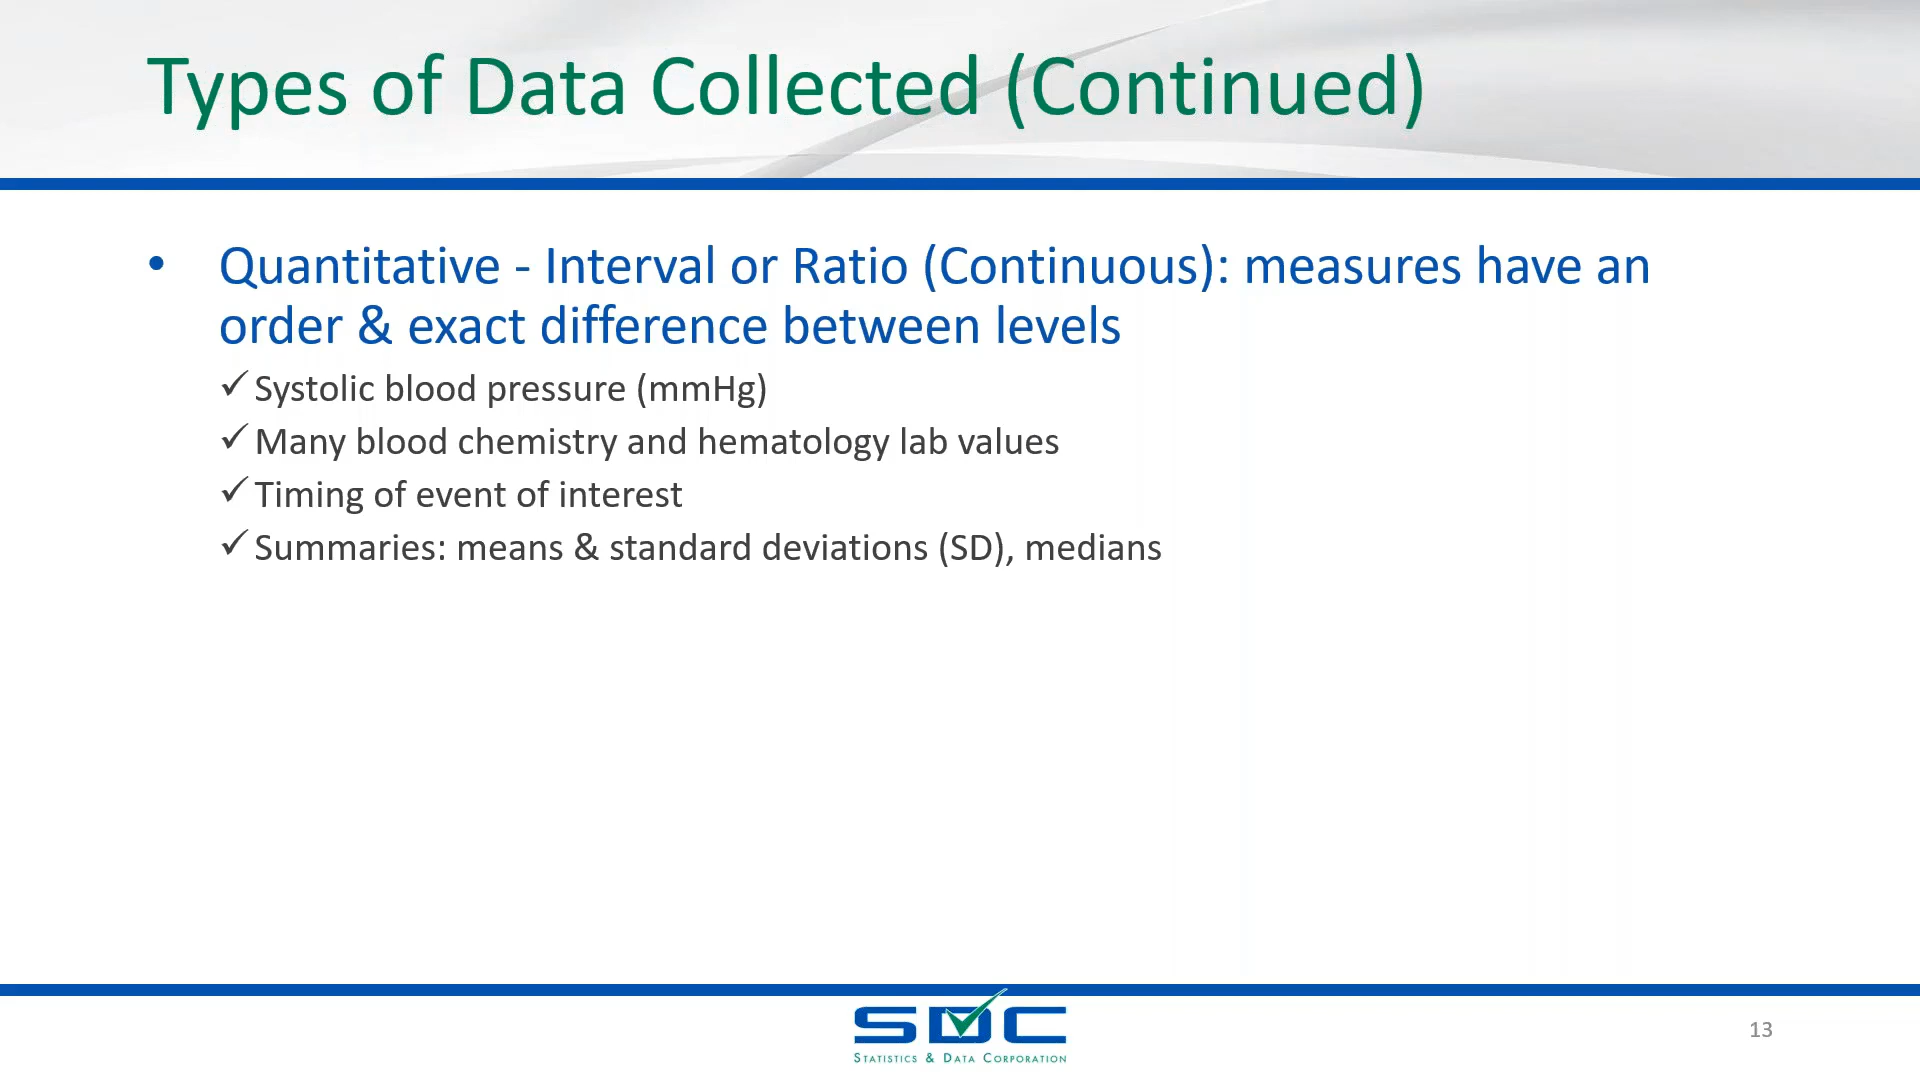 Types of Data Collected (Continued)
• Quantitative - Interval or Ratio (Continuous): measures have an
order & exact difference between levels
✓ Systolic blood pressure (mmHg)
✓ Many blood chemistry and hematology lab values
✓ Timing of event of interest
✓ Summaries: means & standard deviations (SD), medians
SDC
STATISTICS & DATA CORPORATION
13